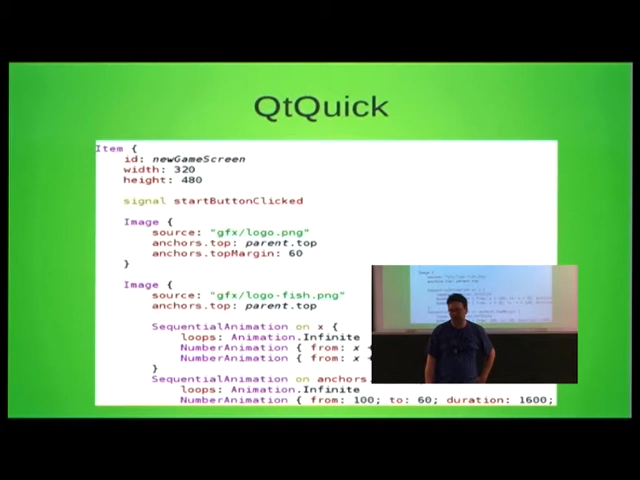 QtQuick
Item {
id: newGameScreen
width: 320
height: 480
signal startButtonClicked
Image {
source: "gfx/logo.png"
anchors.top: parent.top
anchors.topMargin: 60
}
Image {
source: "gfx/logo-fish.png"
anchors.top: parent.top
SequentialAnimation on x {
loops: Animation.Infinite
NumberAnimation { from: x
NumberAnimation { from: x
}
SequentialAnimation on anchors.
loops: Animation.Infinite
NumberAnimation { from: 100; to: 60; duration: 1600;